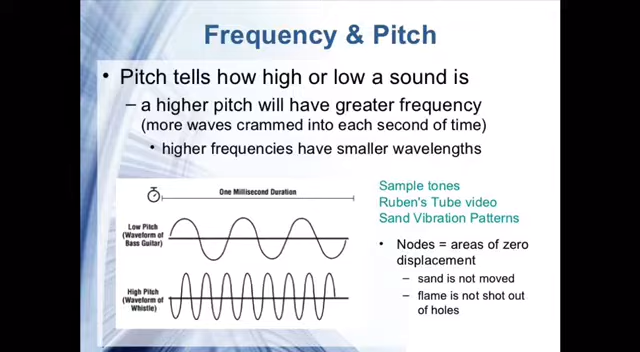 Frequency & Pitch
• Pitch tells how high or low a sound is
– a higher pitch will have greater frequency
(more waves crammed into each second of time)
• higher frequencies have smaller wavelengths
One Millisecond Duration
Low Pitch
(Waveform of
Bass Guitar)
High Pitch
(Waveform of
Whistle)
Sample tones
Ruben's Tube video
Sand Vibration Patterns
• Nodes = areas of zero
displacement
– sand is not moved
– flame is not shot out
of holes